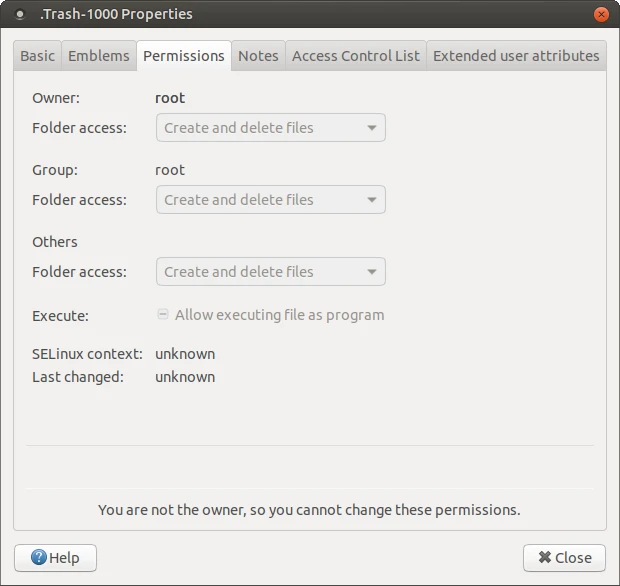 .Trash-1000 Properties
Basic Emblems Permissions Notes Access Control List Extended user attributes
Owner: root
Folder access: Create and delete files
Group: root
Folder access: Create and delete files
Others
Folder access: Create and delete files
Execute: Allow executing file as program
SELinux context: unknown
Last changed: unknown
You are not the owner, so you cannot change these permissions.
Help Close